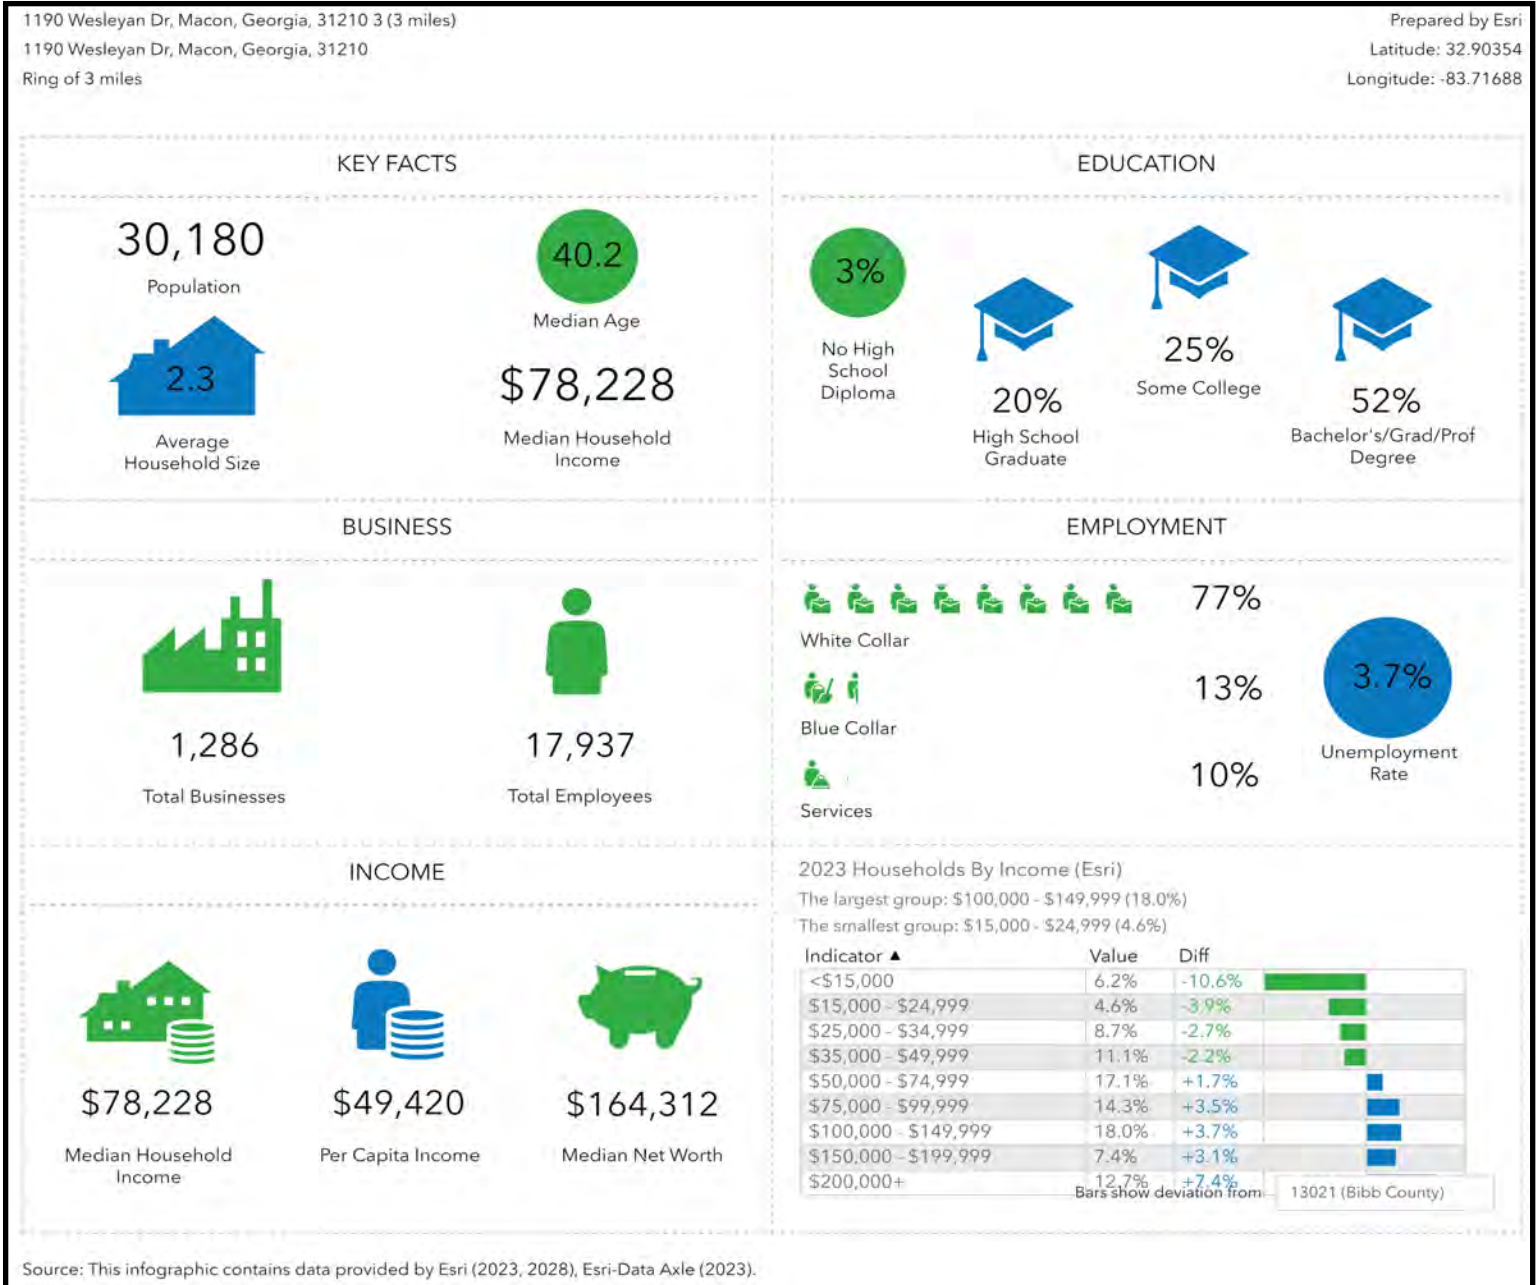 1190 Wesleyan Dr, Macon, Georgia, 31210 3 (3 miles)
1190 Wesleyan Dr, Macon, Georgia, 31210
Ring of 3 miles
Prepared by Esri
Latitude: 32.90354
Longitude: -83.71688
KEY FACTS
30,180
Population
40.2
Median Age
2.3
Average
Household Size
$78,228
Median Household
Income
EDUCATION
3%
No High
School
Diploma
20%
High School
Graduate
25%
Some College
52%
Bachelor's/Grad/Prof
Degree
BUSINESS
1,286
Total Businesses
17,937
Total Employees
EMPLOYMENT
77%
White Collar
13%
Blue Collar
10%
Services
3.7%
Unemployment
Rate
INCOME
$78,228
Median Household
Income
$49,420
Per Capita Income
$164,312
Median Net Worth
2023 Households By Income (Esri)
The largest group: $100,000 - $149,999 (18.0%)
The smallest group: $15,000 - $24,999 (4.6%)
Indicator ▲ Value Diff
<$15,000 6.2% -10.6%
$15,000 - $24,999 4.6% -3.9%
$25,000 - $34,999 8.7% -2.7%
$35,000 - $49,999 11.1% -2.2%
$50,000 - $74,999 17.1% +1.7%
$75,000 - $99,999 14.3% +3.5%
$100,000 - $149,999 18.0% +3.7%
$150,000 - $199,999 7.4% +3.1%
$200,000+ 12.7% +7.4%
Bars show deviation from 13021 (Bibb County)
Source: This infographic contains data provided by Esri (2023, 2028), Esri-Data Axle (2023).